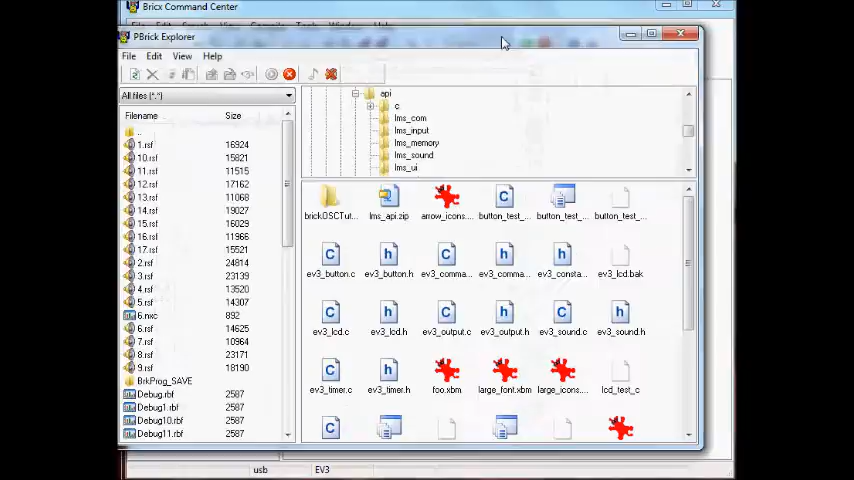 Bricx Command Center
PBrick Explorer
File Edit View Help
All files (*.*)
Filename Size
..
1.rsf 16924
10.rsf 15821
11.rsf 11515
12.rsf 17162
13.rsf 11068
14.rsf 19027
15.rsf 14248
16.rsf 11966
17.rsf 15521
2.rsf 24814
3.rsf 23139
4.rsf 13520
5.rsf 14307
6.nxc 892
6.rsf 14625
7.rsf 10964
8.rsf 23171
9.rsf 18190
BrkProg_SAVE
Debug.rbf 2587
Debug1.rbf 2587
Debug10.rbf 2587
Debug11.rbf 2587
api
c
lms_com
lms_input
lms_memory
lms_sound
lms_ui
brickOSCTut... lms_api.zip arrow_icons.... button_test_... button_test_... button_test_...
ev3_button.c ev3_button.h ev3_comma... ev3_comma... ev3_consta... ev3_lcd.bak
ev3_lcd.c ev3_lcd.h ev3_output.c ev3_output.h ev3_sound.c ev3_sound.h
ev3_timer.c ev3_timer.h foo.xbm large_font.xbm large_icons.... lcd_test_c
usb EV3